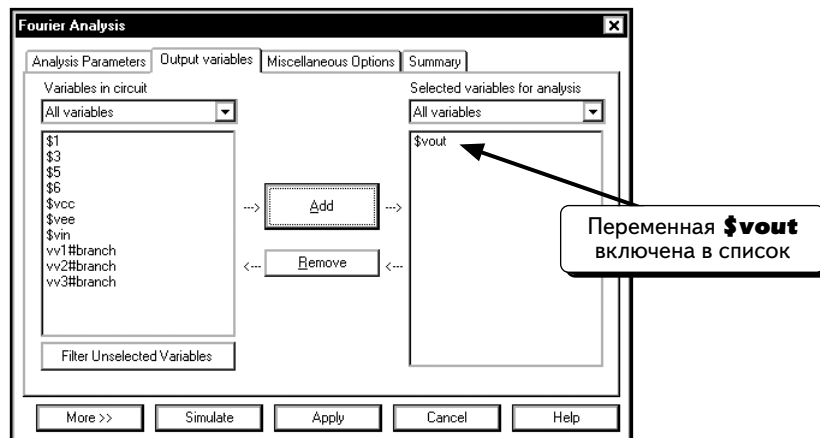 Fourier Analysis
Analysis Parameters
Output variables
Miscellaneous Options
Summary
Variables in circuit
All variables
$1
$3
$5
$6
$vcc
$vee
$vin
vv1#branch
vv2#branch
vv3#branch
Filter Unselected Variables
---> Add --->
<--- Remove <---
Selected variables for analysis
All variables
$vout
Переменная $vout
включена в список
More >>
Simulate
Apply
Cancel
Help